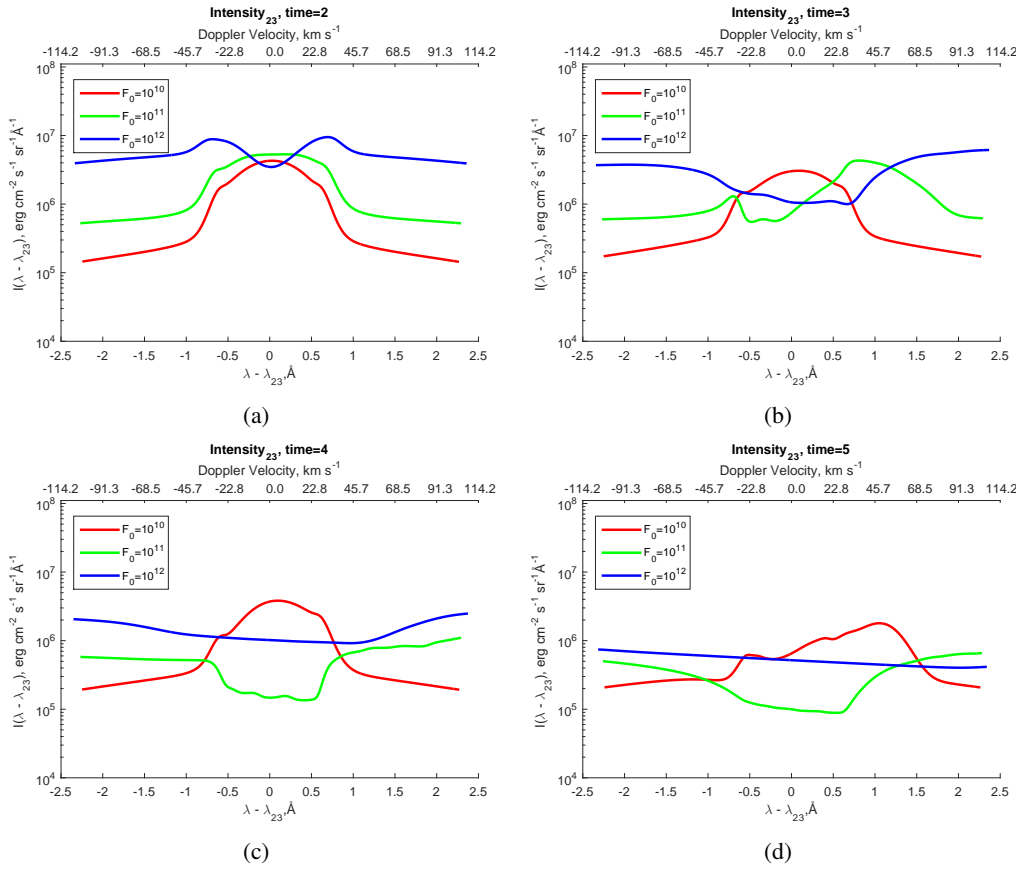 Intensity₂₃, time=2
Doppler Velocity, km s⁻¹
-114.2 -91.3 -68.5 -45.7 -22.8 0.0 22.8 45.7 68.5 91.3 114.2
10⁸
10⁷
10⁶
10⁵
10⁴
I(λ - λ₂₃), erg cm⁻² s⁻¹ sr⁻¹Å⁻¹
F₀=10¹⁰
F₀=10¹¹
F₀=10¹²
-2.5 -2 -1.5 -1 -0.5 0 0.5 1 1.5 2 2.5
λ - λ₂₃,Å
(a)
Intensity₂₃, time=3
Doppler Velocity, km s⁻¹
-114.2 -91.3 -68.5 -45.7 -22.8 0.0 22.8 45.7 68.5 91.3 114.2
10⁸
10⁷
10⁶
10⁵
10⁴
I(λ - λ₂₃), erg cm⁻² s⁻¹ sr⁻¹Å⁻¹
F₀=10¹⁰
F₀=10¹¹
F₀=10¹²
-2.5 -2 -1.5 -1 -0.5 0 0.5 1 1.5 2 2.5
λ - λ₂₃,Å
(b)
Intensity₂₃, time=4
Doppler Velocity, km s⁻¹
-114.2 -91.3 -68.5 -45.7 -22.8 0.0 22.8 45.7 68.5 91.3 114.2
10⁸
10⁷
10⁶
10⁵
10⁴
I(λ - λ₂₃), erg cm⁻² s⁻¹ sr⁻¹Å⁻¹
F₀=10¹⁰
F₀=10¹¹
F₀=10¹²
-2.5 -2 -1.5 -1 -0.5 0 0.5 1 1.5 2 2.5
λ - λ₂₃,Å
(c)
Intensity₂₃, time=5
Doppler Velocity, km s⁻¹
-114.2 -91.3 -68.5 -45.7 -22.8 0.0 22.8 45.7 68.5 91.3 114.2
10⁸
10⁷
10⁶
10⁵
10⁴
I(λ - λ₂₃), erg cm⁻² s⁻¹ sr⁻¹Å⁻¹
F₀=10¹⁰
F₀=10¹¹
F₀=10¹²
-2.5 -2 -1.5 -1 -0.5 0 0.5 1 1.5 2 2.5
λ - λ₂₃,Å
(d)